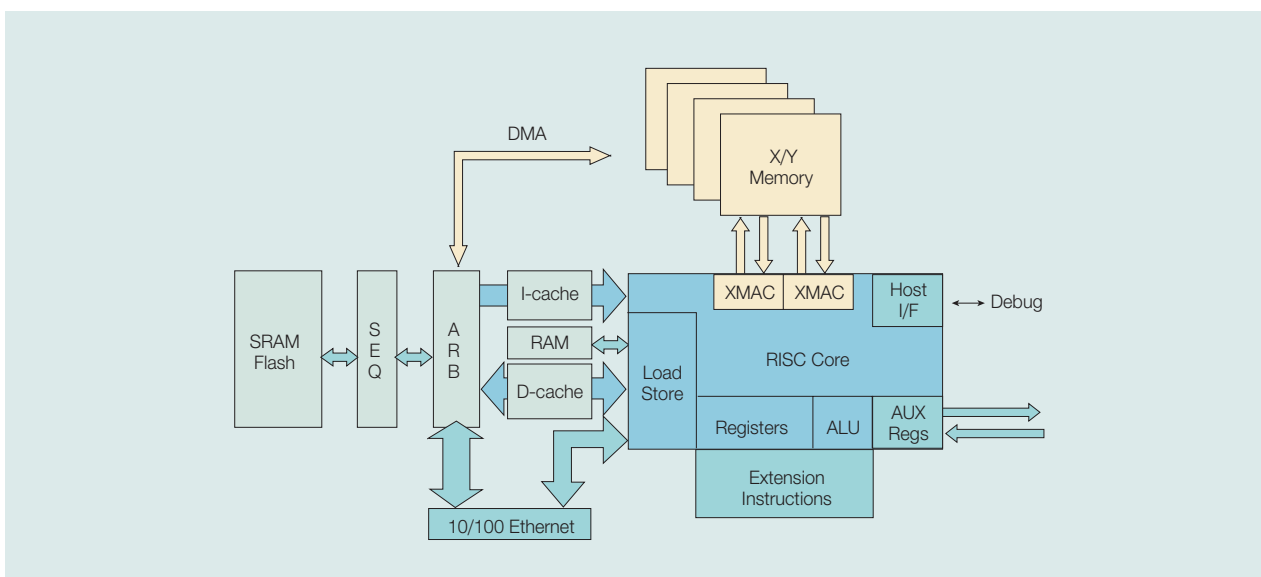 DMA
X/Y
Memory
SRAM
Flash
S
E
Q
A
R
B
I-cache
RAM
D-cache
XMAC
XMAC
Host
I/F
Debug
RISC Core
Load
Store
Registers
ALU
AUX
Regs
Extension
Instructions
10/100 Ethernet